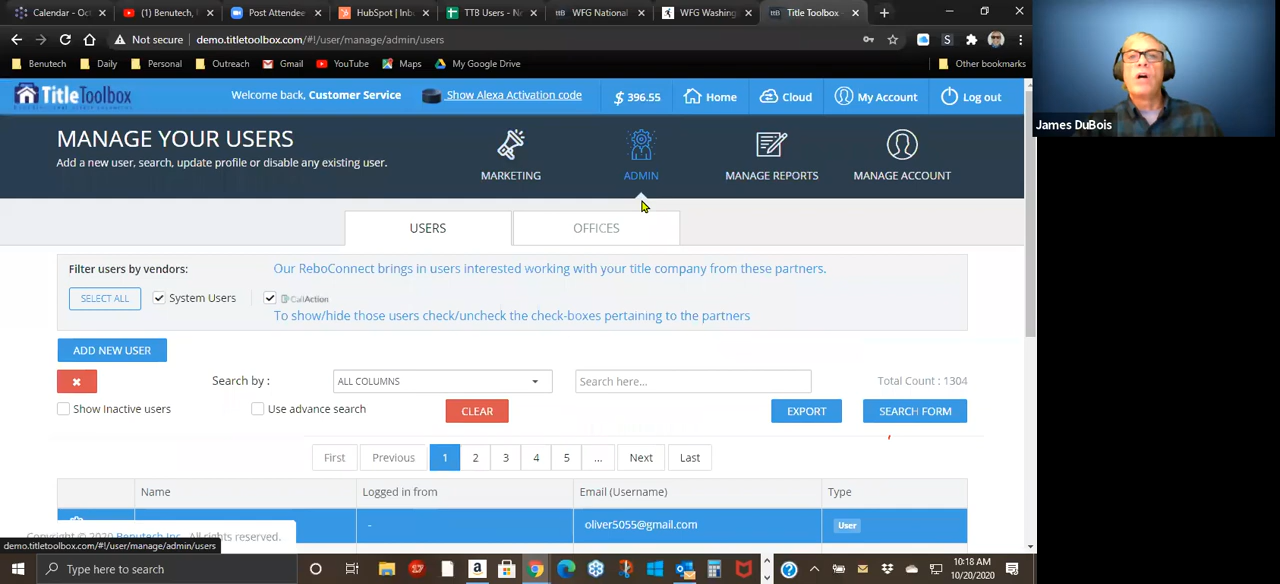 Calendar - Oct
(1) Benutech,
Post Attendee
HubSpot | Inb
TTB Users - Ne
WFG National
WFG Washing
Title Toolbox
Not secure
demo.titletoolbox.com/#!/user/manage/admin/users
Benutech
Daily
Personal
Outreach
Gmail
YouTube
Maps
My Google Drive
Other bookmarks
TitleToolbox
Welcome back, Customer Service
Show Alexa Activation code
$ 396.55
Home
Cloud
My Account
Log out
James DuBois
MANAGE YOUR USERS
Add a new user, search, update profile or disable any existing user.
MARKETING
ADMIN
MANAGE REPORTS
MANAGE ACCOUNT
USERS
OFFICES
Filter users by vendors:
Our ReboConnect brings in users interested working with your title company from these partners.
SELECT ALL
System Users
CallAction
To show/hide those users check/uncheck the check-boxes pertaining to the partners
ADD NEW USER
Search by :
ALL COLUMNS
Search here...
Total Count : 1304
Show Inactive users
Use advance search
CLEAR
EXPORT
SEARCH FORM
First
Previous
1
2
3
4
5
...
Next
Last
Name
Logged in from
Email (Username)
Type
-
oliver5055@gmail.com
User
Copyright © 2020 Benutech Inc. All rights reserved.
demo.titletoolbox.com/#!/user/manage/admin/users
Type here to search
10:18 AM
10/20/2020